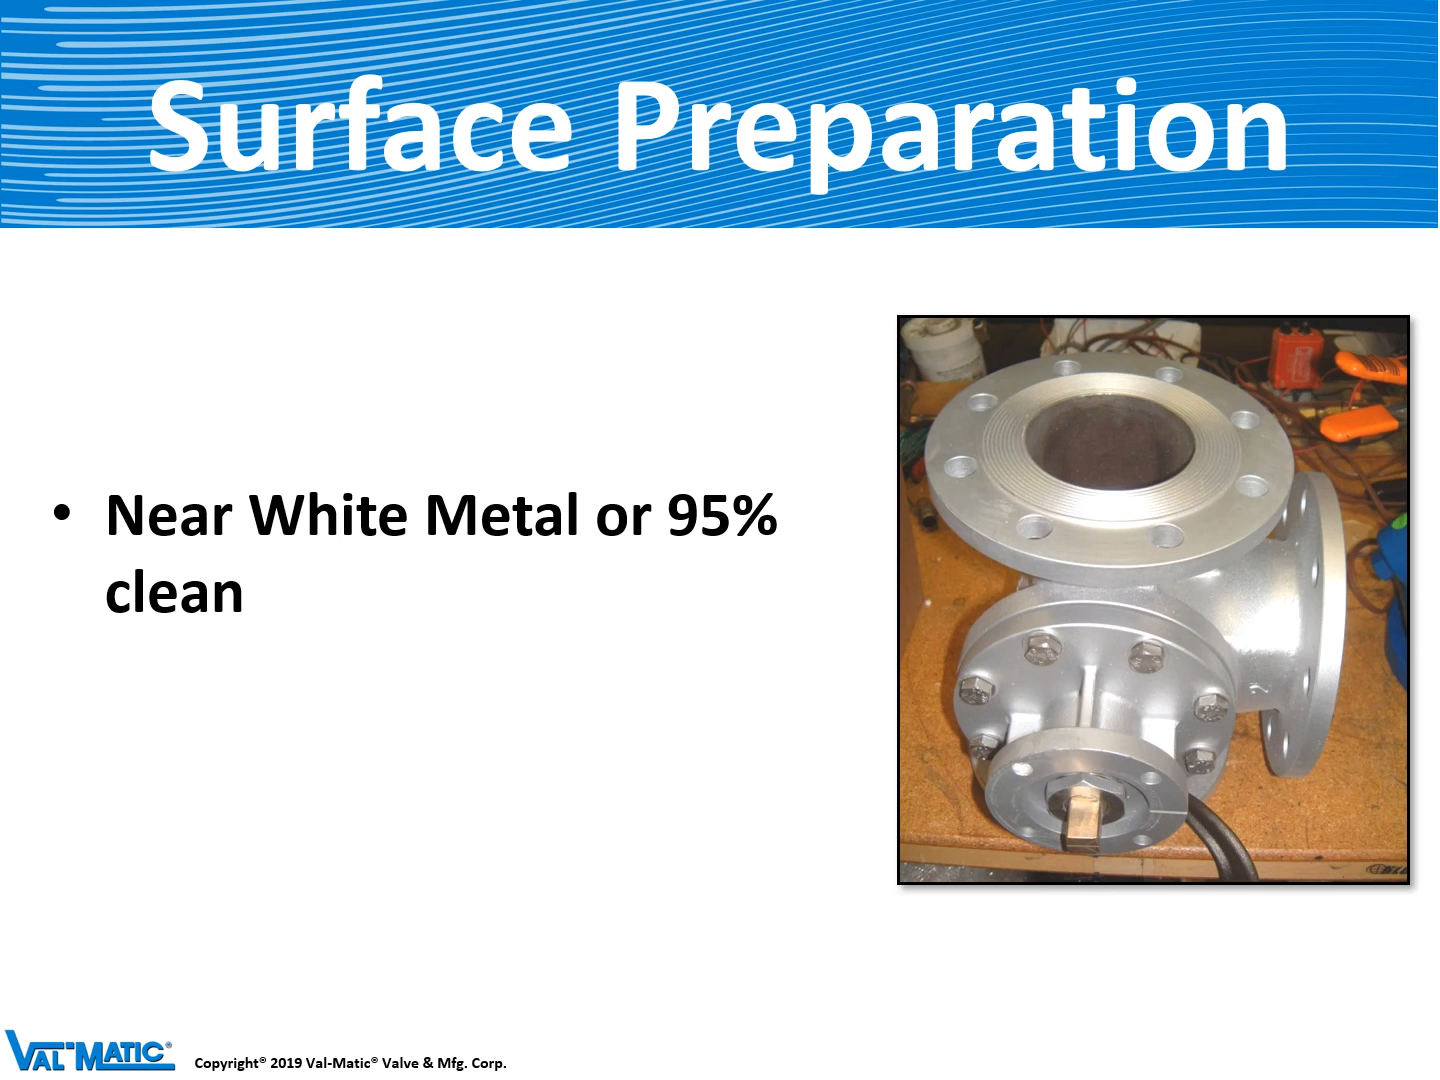 Surface Preparation
• Near White Metal or 95%
clean
VAL-MATIC®
Copyright© 2019 Val-Matic® Valve & Mfg. Corp.